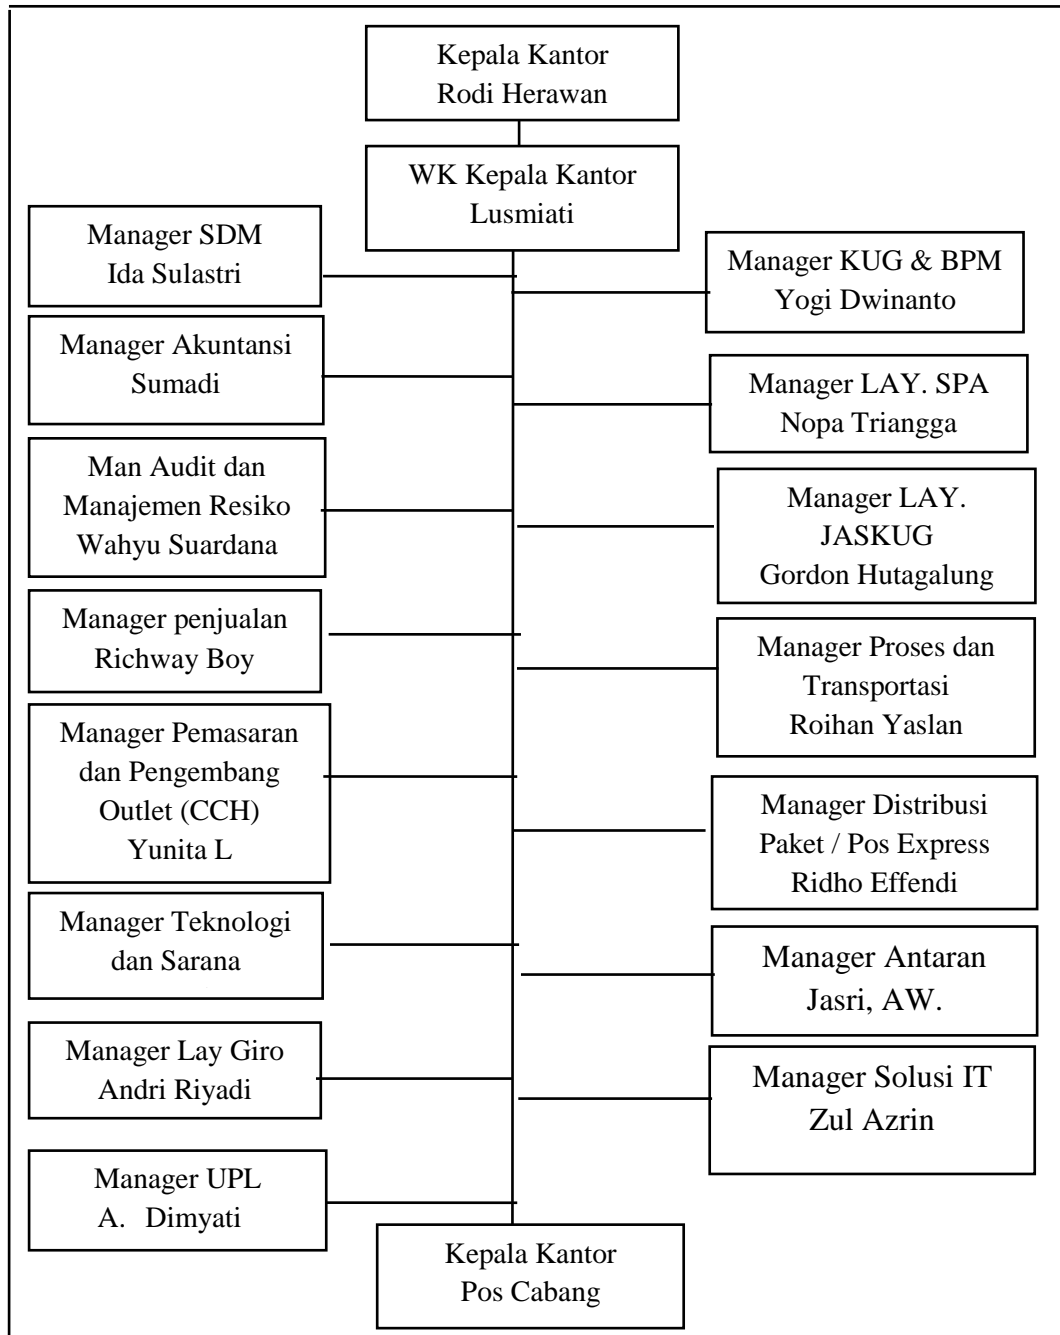 Kepala Kantor
Rodi Herawan
WK Kepala Kantor
Lusmiati
Manager SDM
Ida Sulastri
Manager KUG & BPM
Yogi Dwinanto
Manager Akuntansi
Sumadi
Manager LAY. SPA
Nopa Triangga
Man Audit dan
Manajemen Resiko
Wahyu Suardana
Manager LAY.
JASKUG
Gordon Hutagalung
Manager penjualan
Richway Boy
Manager Proses dan
Transportasi
Roihan Yaslan
Manager Pemasaran
dan Pengembang
Outlet (CCH)
Yunita L
Manager Distribusi
Paket / Pos Express
Ridho Effendi
Manager Teknologi
dan Sarana
Manager Antaran
Jasri, AW.
Manager Lay Giro
Andri Riyadi
Manager Solusi IT
Zul Azrin
Manager UPL
A. Dimyati
Kepala Kantor
Pos Cabang